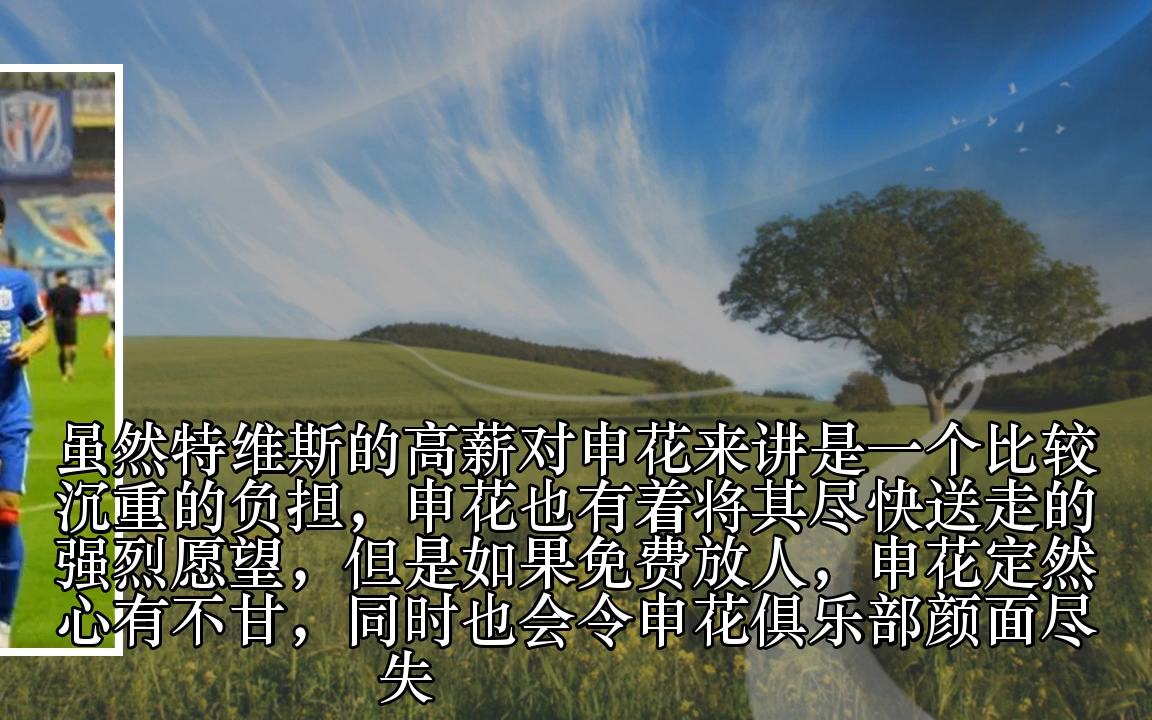 虽然特维斯的高薪对申花来讲是一个比较
沉重的负担，申花也有着将其尽快送走的
强烈愿望，但是如果免费放人，申花定然
心有不甘，同时也会令申花俱乐部颜面尽
失